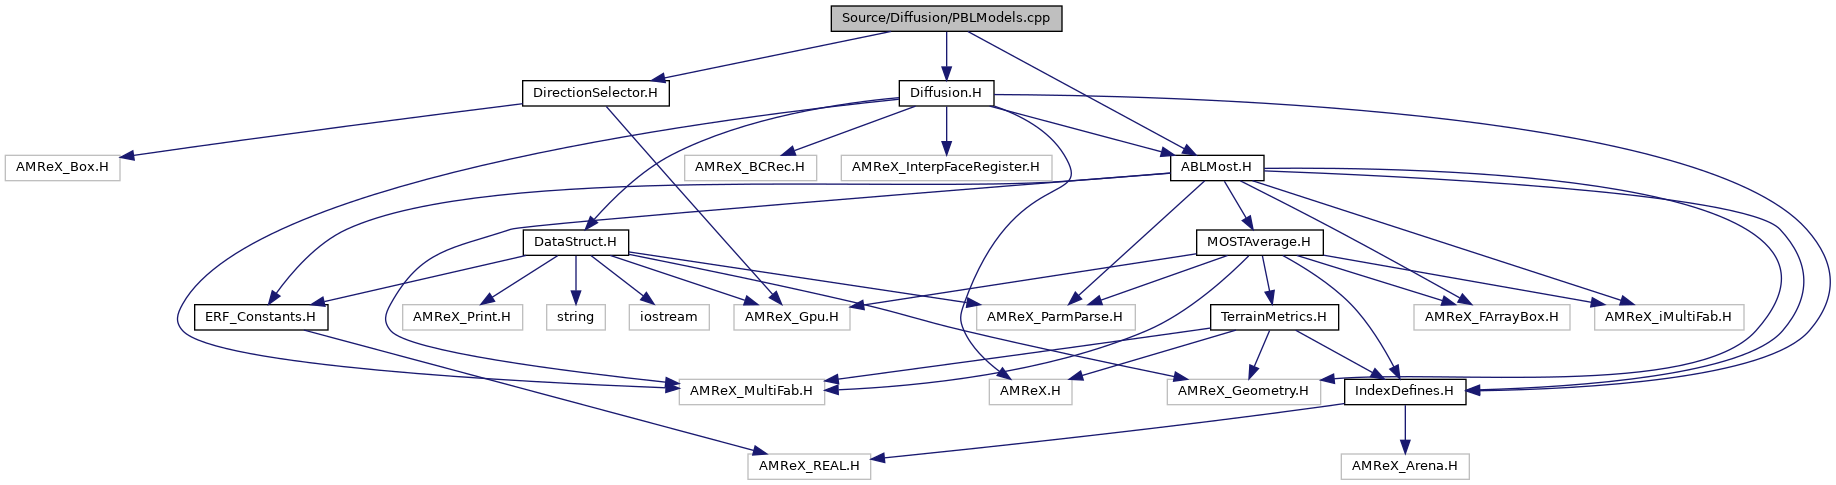 Source/Diffusion/PBLModels.cpp
DirectionSelector.H
Diffusion.H
AMReX_Box.H
AMReX_BCRec.H
AMReX_InterpFaceRegister.H
ABLMost.H
DataStruct.H
MOSTAverage.H
ERF_Constants.H
AMReX_Print.H
string
iostream
AMReX_Gpu.H
AMReX_ParmParse.H
TerrainMetrics.H
AMReX_FArrayBox.H
AMReX_iMultiFab.H
AMReX_MultiFab.H
AMReX.H
AMReX_Geometry.H
IndexDefines.H
AMReX_REAL.H
AMReX_Arena.H